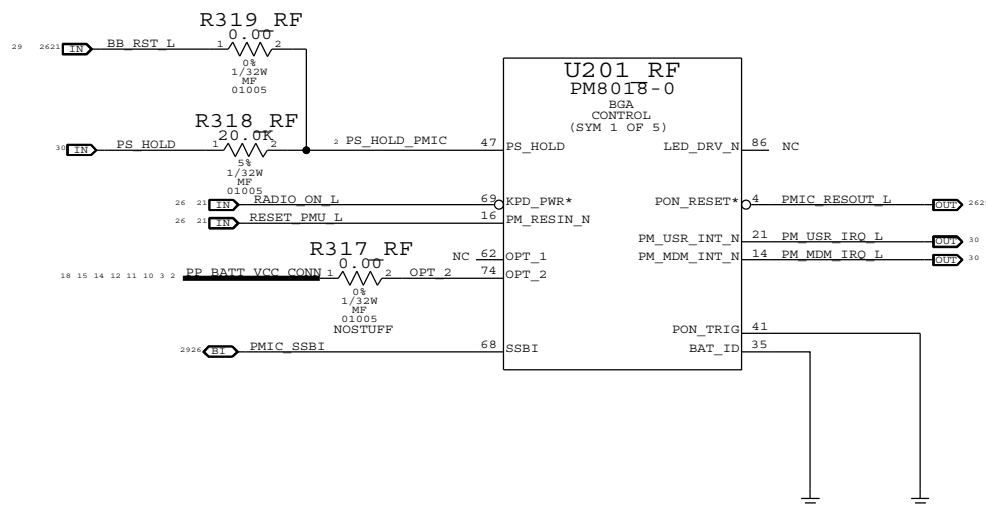 R319_RF
0.00
29 2621 IN BB_RST_L 1 2
0%
1/32W
MF
01005
U201_RF
PM8018-0
BGA
CONTROL
(SYM 1 OF 5)
R318_RF
20.0K
30 IN PS_HOLD 1 2 2 PS_HOLD_PMIC 47 PS_HOLD
5%
1/32W
MF
01005
LED_DRV_N 86 NC
26 21 IN RADIO_ON_L 69 KPD_PWR*
PON_RESET* 4 PMIC_RESOUT_L OUT
26 21 IN RESET_PMU_L 16 PM_RESIN_N
PM_USR_INT_N 21 PM_USR_IRQ_L OUT 30
R317_RF
0.00
NC 62 OPT_1
PM_MDM_INT_N 14 PM_MDM_IRQ_L OUT 30
18 15 14 12 11 10 3 2 PP_BATT_VCC_CONN 1 2 OPT_2 74 OPT_2
0%
1/32W
MF
01005
NOSTUFF
PON_TRIG 41
2926 BI PMIC_SSBI 68 SSBI
BAT_ID 35